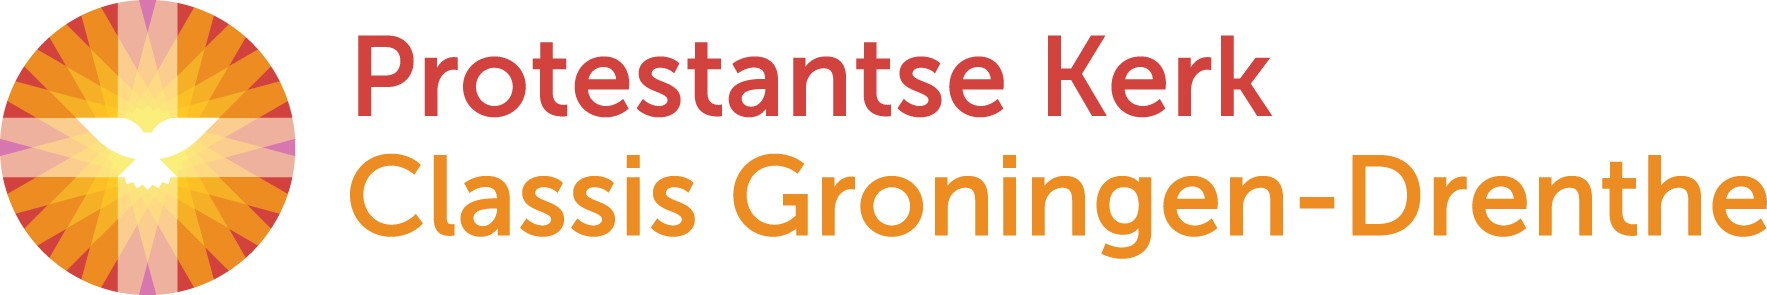 Protestantse Kerk
Classis Groningen-Drenthe